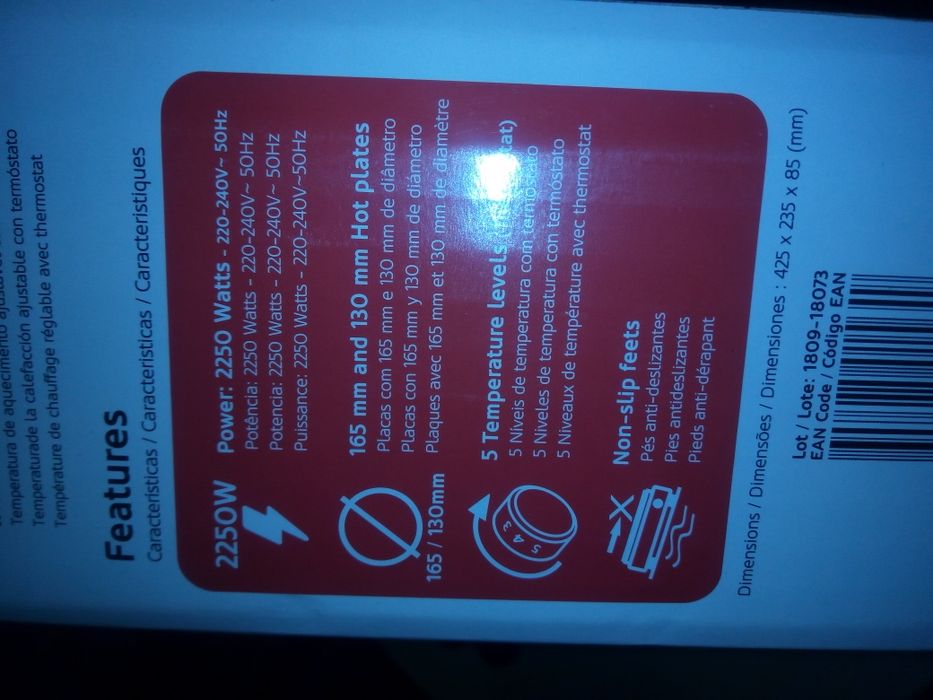 Temperatura de aquecimento
Temperaturade la calefacción ajustable con termóstato
Température de chauffage réglable avec thermostat
Features
Características / Características / Caracteristiques
2250W
Power: 2250 Watts - 220-240V~ 50Hz
Potência: 2250 Watts - 220-240V~ 50Hz
Potencia: 2250 Watts - 220-240V~ 50Hz
Puissance: 2250 Watts - 220-240V~50Hz
165 / 130mm
165 mm and 130 mm Hot plates
Placas com 165 mm e 130 mm de diâmetro
Placas con 165 mm y 130 mm de diámetro
Plaques avec 165 mm et 130 mm de diamètre
5 4 3
5 Temperature levels
5 Niveis de temperatura com termóstato
5 Niveles de temperatura con termóstato
5 Niveaux de température avec thermostat
Non-slip feets
Pés anti-deslizantes
Pies antideslizantes
Pieds anti-dérapant
Dimensions / Dimensões / Dimensiones : 425 x 235 x 85 (mm)
Lot / Lote: 1809-18073
EAN Code / Código EAN